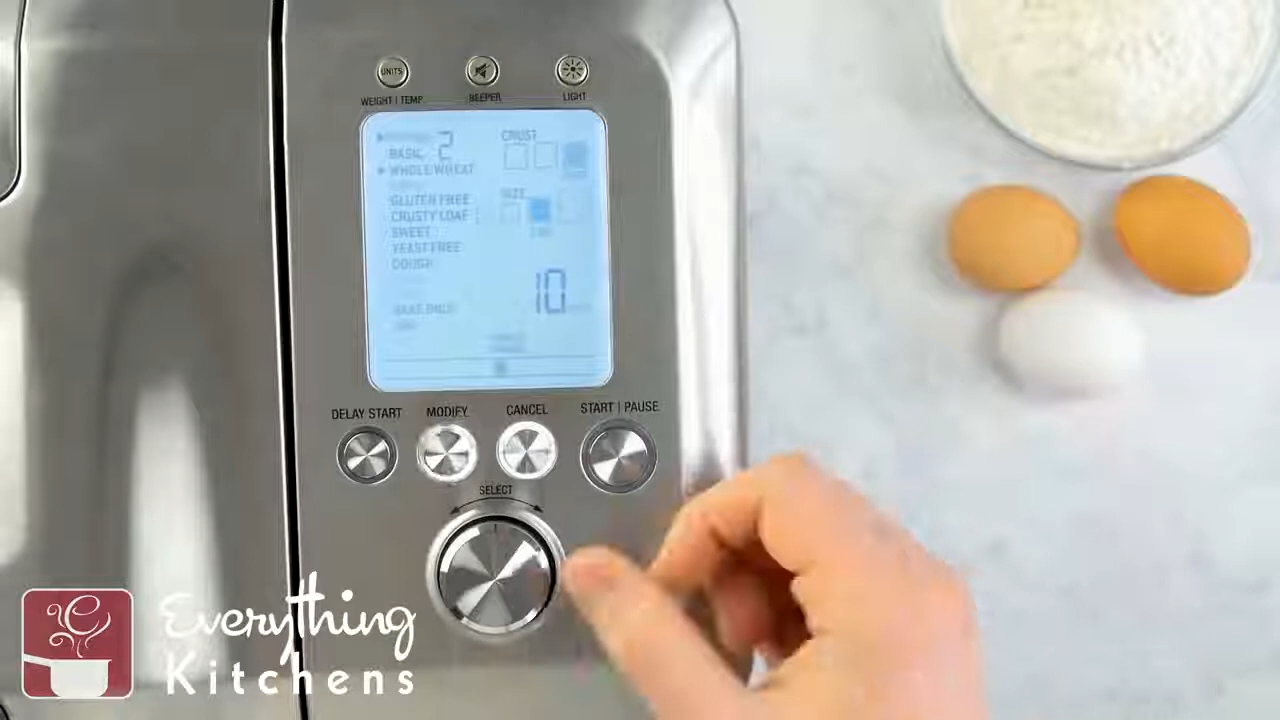 UNITS
WEIGHT | TEMP
BEEPER
LIGHT
BASIC 2
WHOLE WHEAT
GLUTEN FREE
CRUSTY LOAF
SWEET
YEAST FREE
DOUGH
CRUST
SIZE
10
DELAY START
MODIFY
CANCEL
START | PAUSE
SELECT
Everything
Kitchens